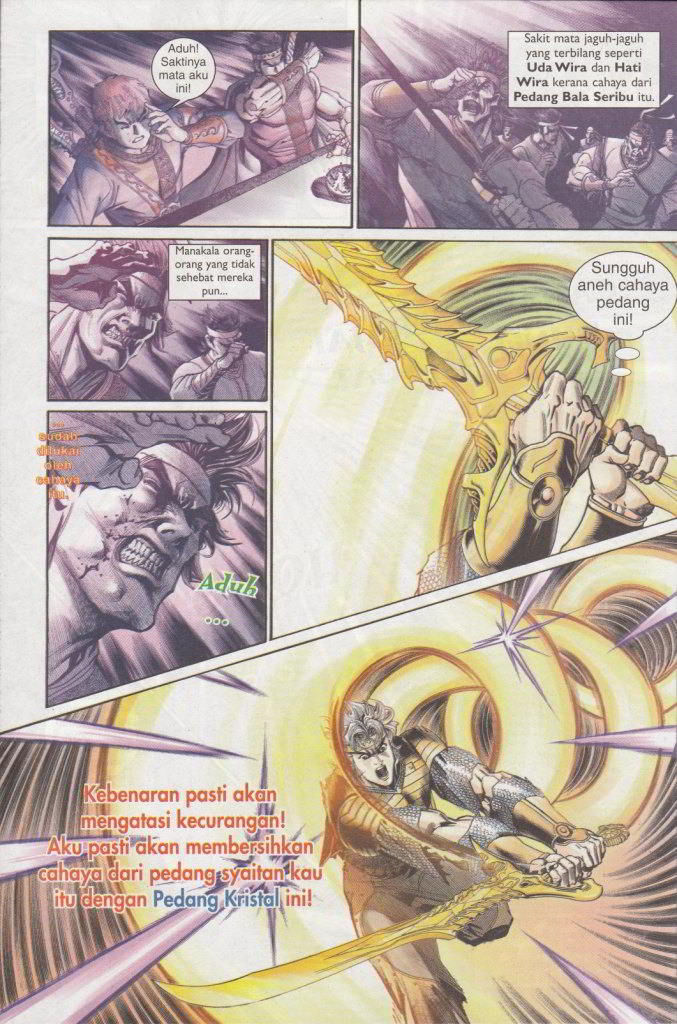 Aduh!
Saktinya
mata aku
ini!
Sakit mata jaguh-jaguh
yang terbilang seperti
Uda Wira dan Hati
Wira kerana cahaya dari
Pedang Bala Seribu itu.
Manakala orang-
orang yang tidak
sehebat mereka
pun...
Sungguh
aneh cahaya
pedang
ini!
...
sudah
dilukai
oleh
cahaya
itu.
Aduh
...
Kebenaran pasti akan
mengatasi kecurangan!
Aku pasti akan membersihkan
cahaya dari pedang syaitan kau
itu dengan Pedang Kristal ini!